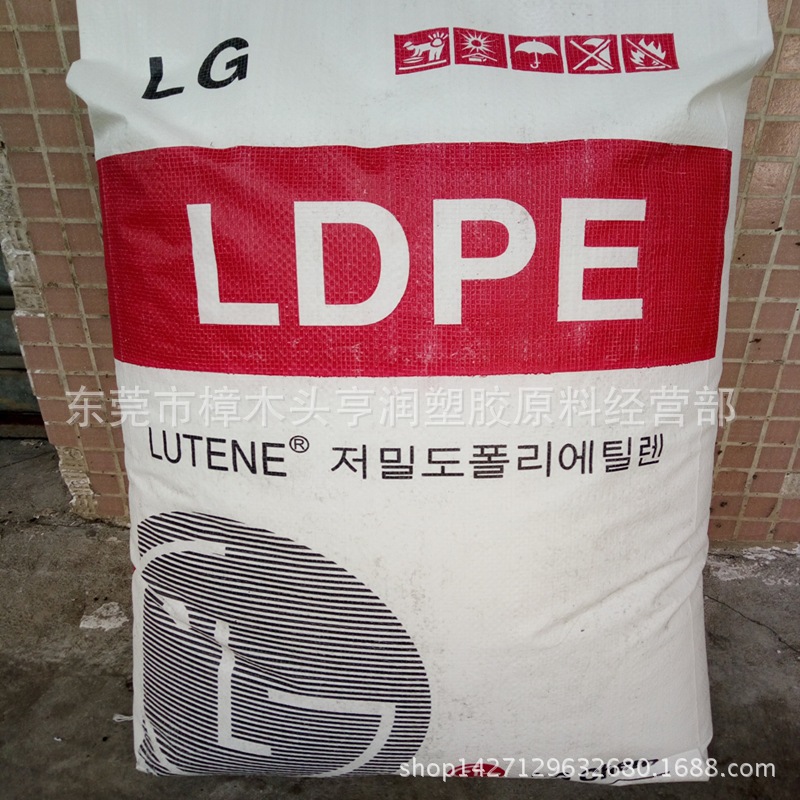 LG
LDPE
东莞市樟木头亨润塑胶原料经营部
LUTENE® 저밀도폴리에틸렌
shop1427129632680.1688.com